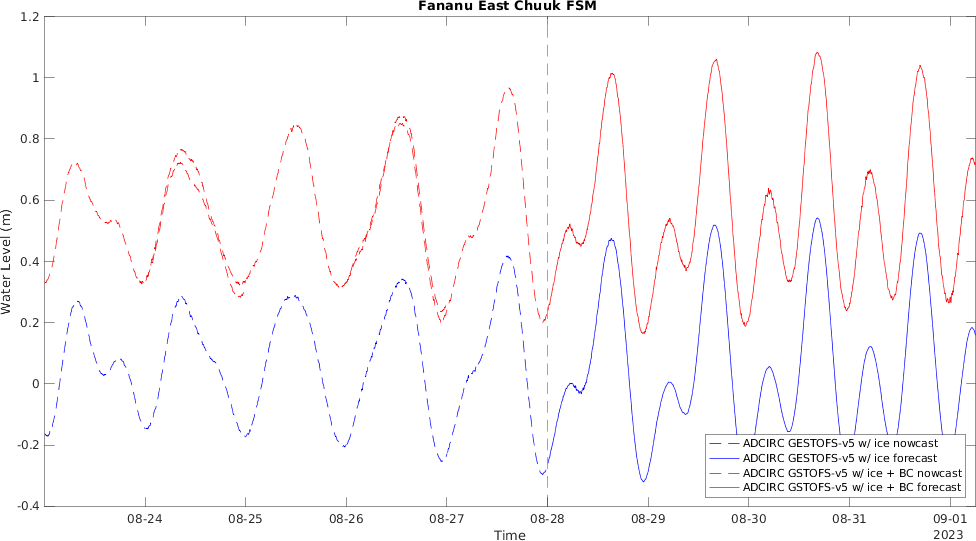 Fananu East Chuuk FSM
1.2
1
0.8
0.6
0.4
0.2
0
-0.2
-0.4
Water Level (m)
ADCIRC GESTOFS-v5 w/ ice nowcast
ADCIRC GESTOFS-v5 w/ ice forecast
ADCIRC GSTOFS-v5 w/ ice + BC nowcast
ADCIRC GSTOFS-v5 w/ ice + BC forecast
08-24 08-25 08-26 08-27 08-28 08-29 08-30 08-31 09-01
2023
Time